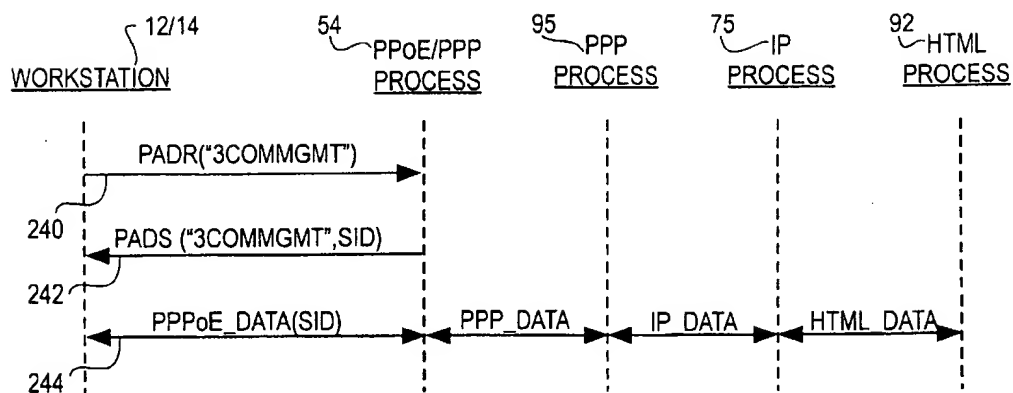 12/14
WORKSTATION
54
PPoE/PPP
PROCESS
95
PPP
PROCESS
75
IP
PROCESS
92
HTML
PROCESS
PADR("3COMMGMT")
240
PADS ("3COMMGMT",SID)
242
PPPoE_DATA(SID)
PPP_DATA
IP_DATA
HTML_DATA
244